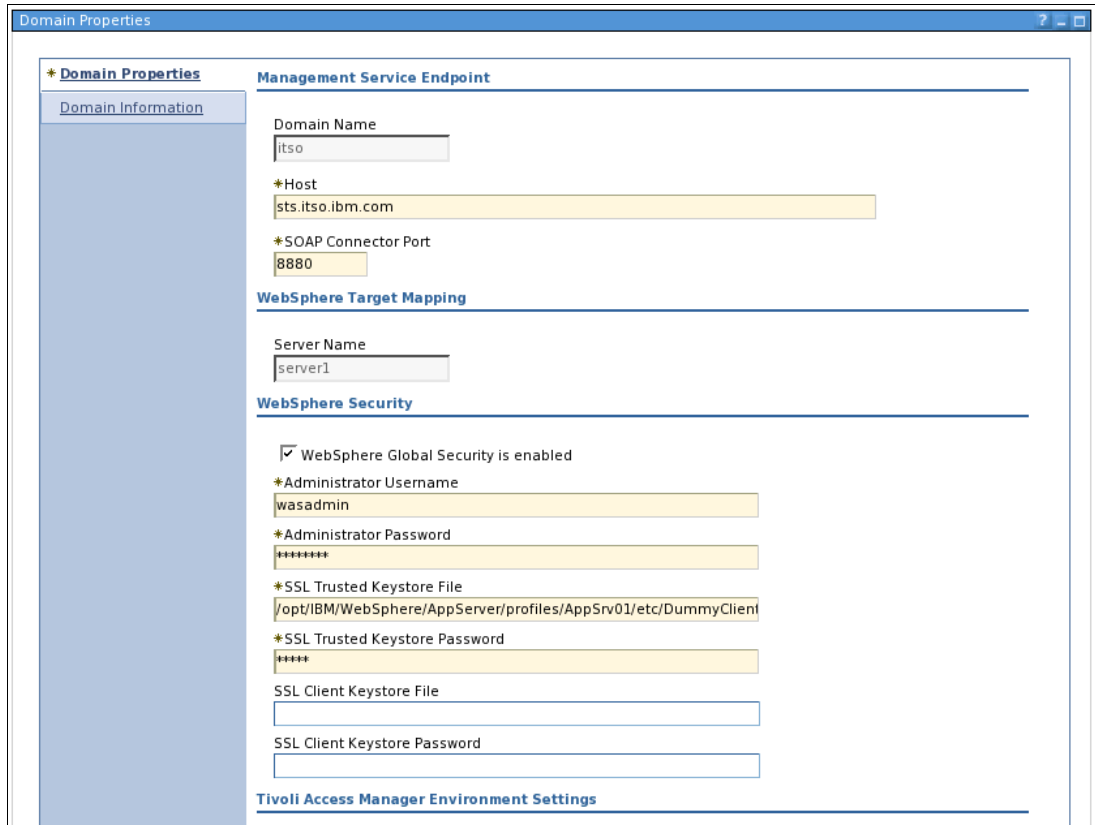 Domain Properties
? _
* Domain Properties
Domain Information
Management Service Endpoint
Domain Name
itso
*Host
sts.itso.ibm.com
*SOAP Connector Port
8880
WebSphere Target Mapping
Server Name
server1
WebSphere Security
WebSphere Global Security is enabled
*Administrator Username
wasadmin
*Administrator Password
********
*SSL Trusted Keystore File
/opt/IBM/WebSphere/AppServer/profiles/AppSrv01/etc/DummyClient
*SSL Trusted Keystore Password
*****
SSL Client Keystore File
SSL Client Keystore Password
Tivoli Access Manager Environment Settings